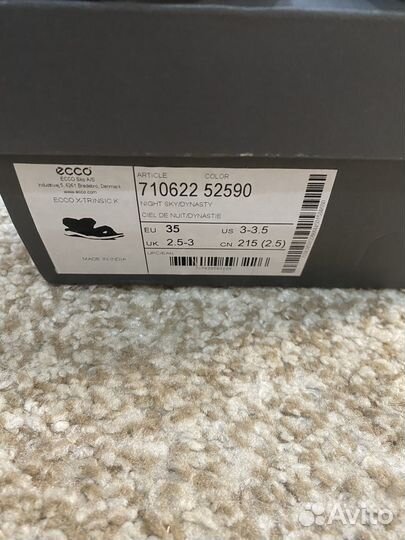 ecco
ECCO Sko A/S
Industrivej 5, 6261 Bredebro, Denmark
www.ecco.com
ECCO X-TRINSIC K
MADE IN INDIA
ARTICLE COLOR
710622 52590
NIGHT SKY/DYNASTY
CIEL DE NUIT/DYNASTIE
EU 35 US 3-3.5
UK 2.5-3 CN 215 (2.5)
UPC/EAN
Avito